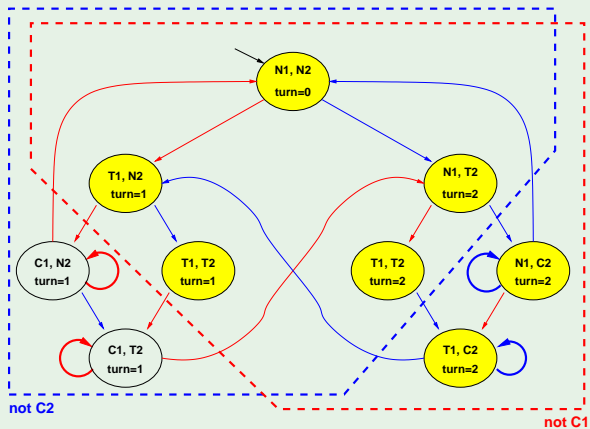 N1, N2
turn=0
T1, N2
turn=1
N1, T2
turn=2
C1, N2
turn=1
T1, T2
turn=1
T1, T2
turn=2
N1, C2
turn=2
C1, T2
turn=1
T1, C2
turn=2
not C2
not C1